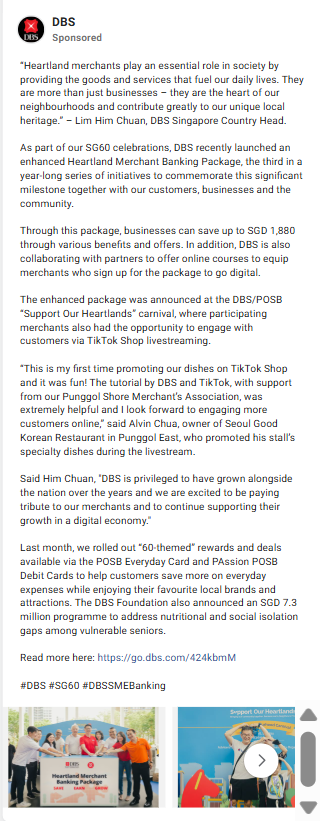 DBS
DBS
Sponsored
“Heartland merchants play an essential role in society by
providing the goods and services that fuel our daily lives. They
are more than just businesses – they are the heart of our
neighbourhoods and contribute greatly to our unique local
heritage.” – Lim Him Chuan, DBS Singapore Country Head.
As part of our SG60 celebrations, DBS recently launched an
enhanced Heartland Merchant Banking Package, the third in a
year-long series of initiatives to commemorate this significant
milestone together with our customers, businesses and the
community.
Through this package, businesses can save up to SGD 1,880
through various benefits and offers. In addition, DBS is also
collaborating with partners to offer online courses to equip
merchants who sign up for the package to go digital.
The enhanced package was announced at the DBS/POSB
“Support Our Heartlands” carnival, where participating
merchants also had the opportunity to engage with
customers via TikTok Shop livestreaming.
“This is my first time promoting our dishes on TikTok Shop
and it was fun! The tutorial by DBS and TikTok, with support
from our Punggol Shore Merchant’s Association, was
extremely helpful and I look forward to engaging more
customers online,” said Alvin Chua, owner of Seoul Good
Korean Restaurant in Punggol East, who promoted his stall’s
specialty dishes during the livestream.
Said Him Chuan, "DBS is privileged to have grown alongside
the nation over the years and we are excited to be paying
tribute to our merchants and to continue supporting their
growth in a digital economy."
Last month, we rolled out “60-themed” rewards and deals
available via the POSB Everyday Card and PAssion POSB
Debit Cards to help customers save more on everyday
expenses while enjoying their favourite local brands and
attractions. The DBS Foundation also announced an SGD 7.3
million programme to address nutritional and social isolation
gaps among vulnerable seniors.
Read more here: https://go.dbs.com/424kbmM
#DBS #SG60 #DBSSMEBanking
DBS
Heartland Merchant
Banking Package
Support Our Heartlands